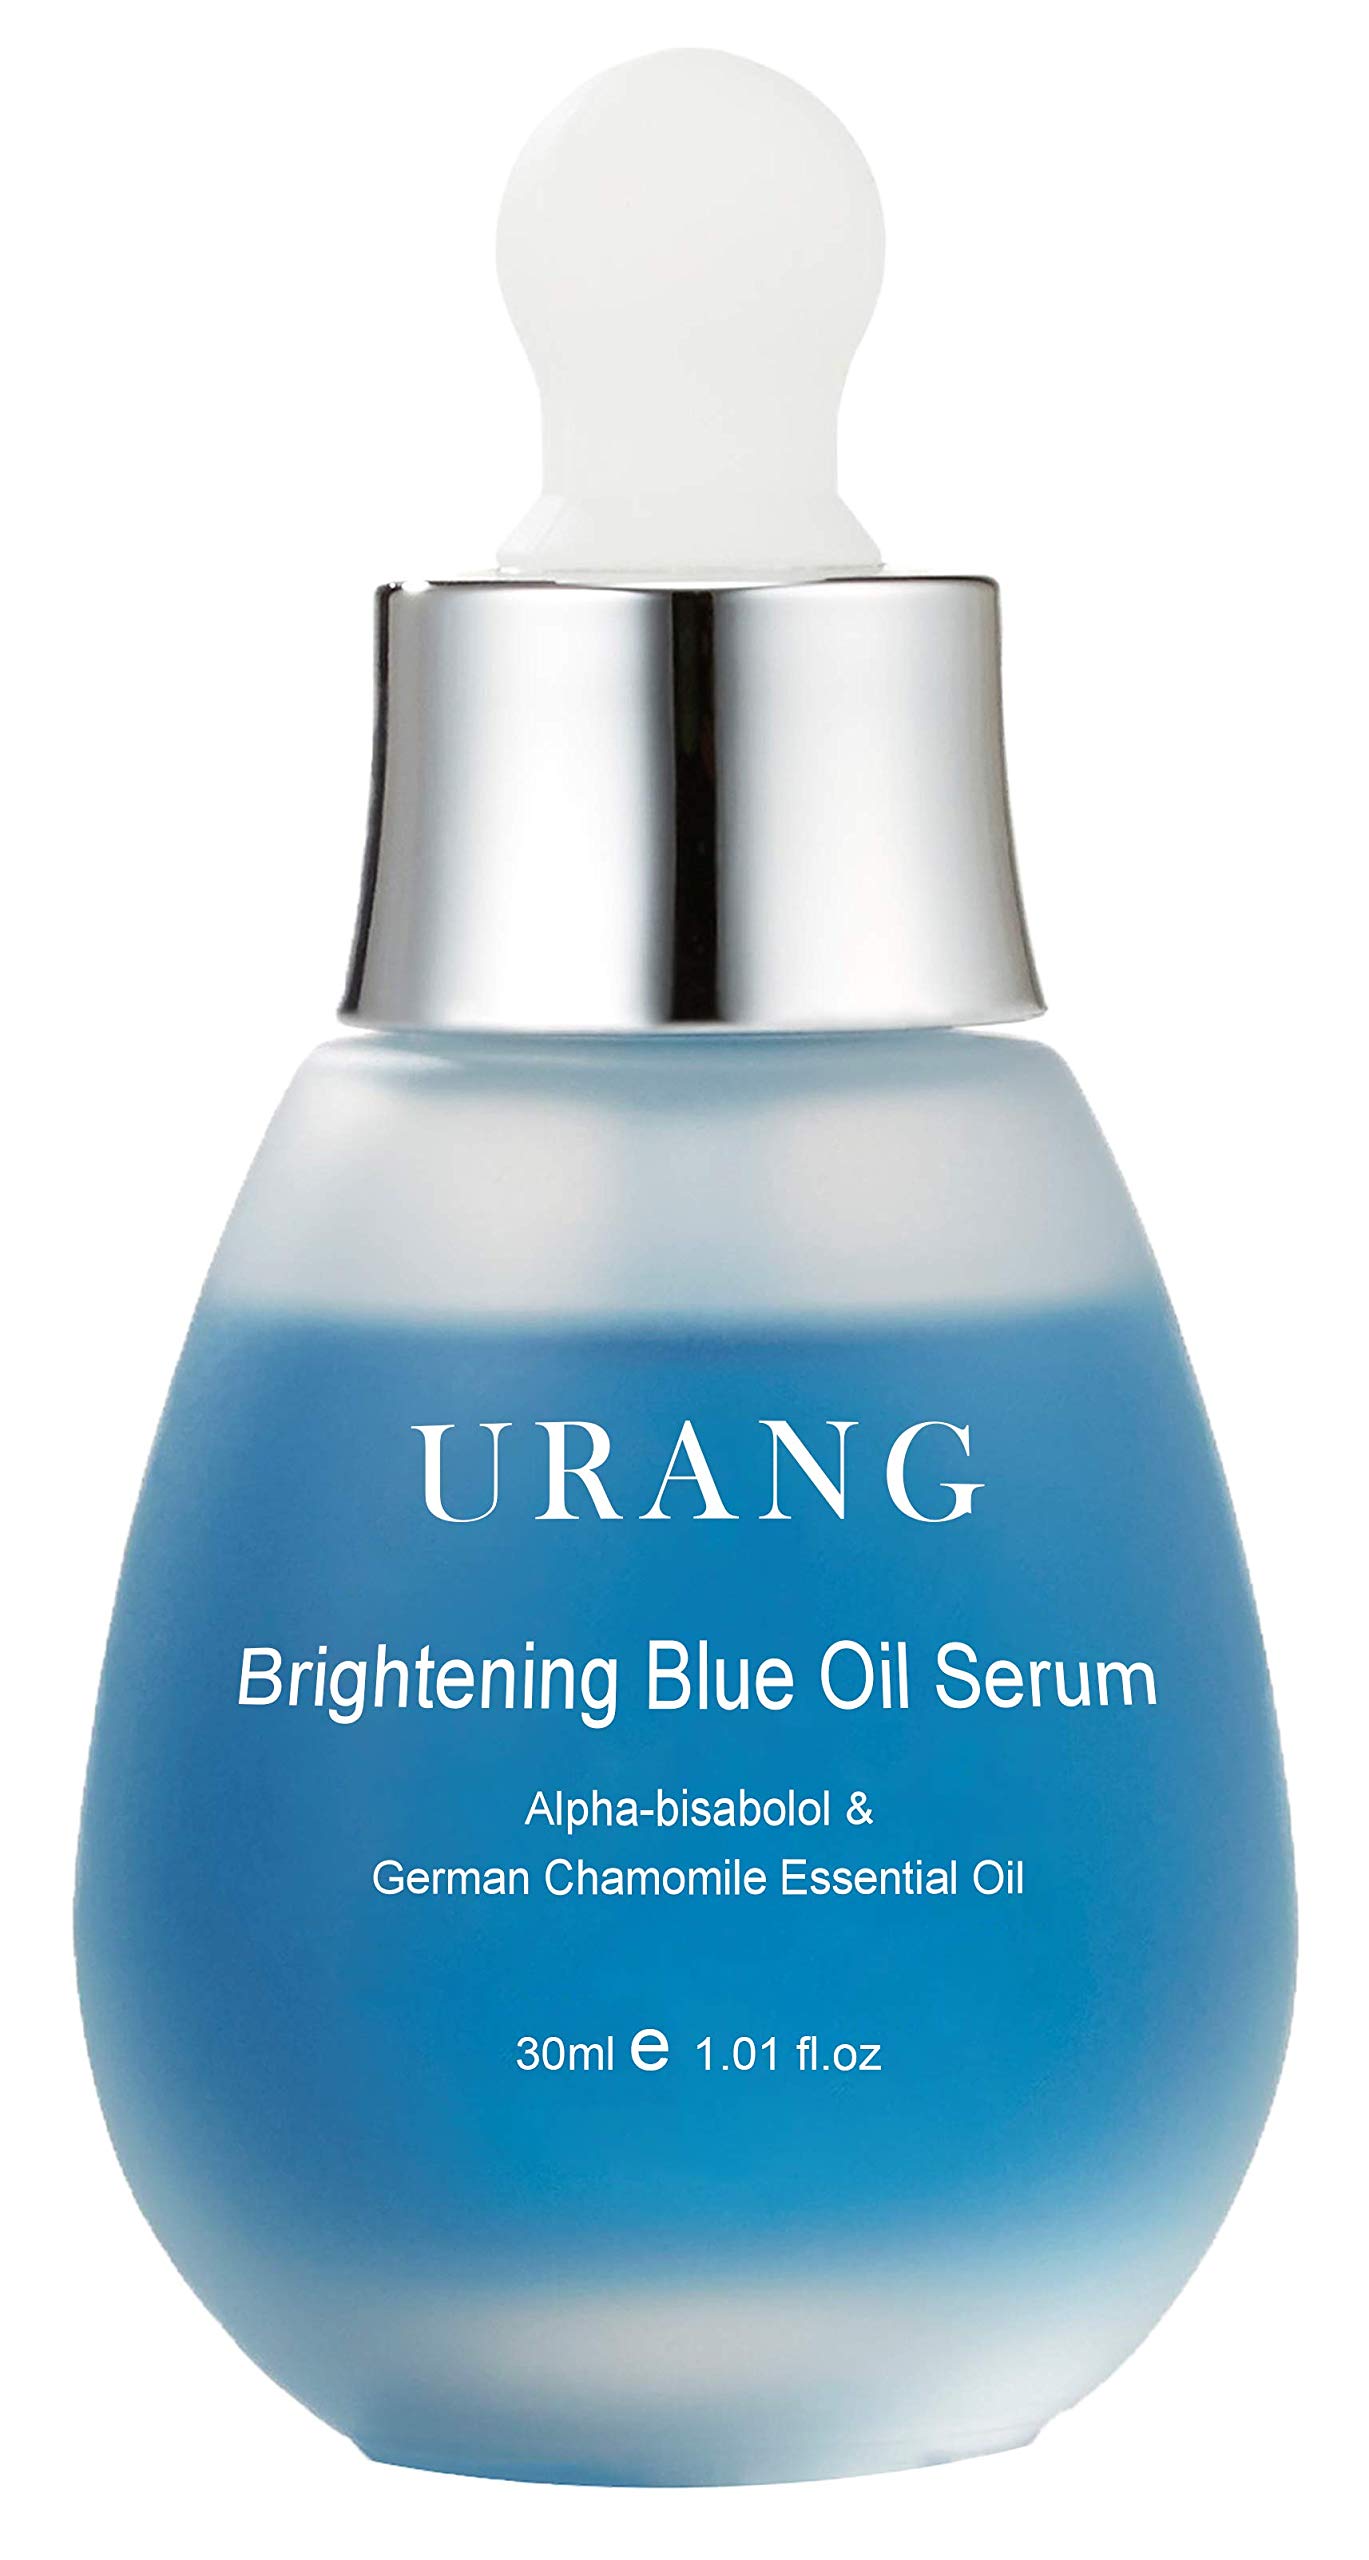 URANG
Brightening Blue Oil Serum
Alpha-bisabolol &
German Chamomile Essential Oil
30ml e 1.01 fl.oz